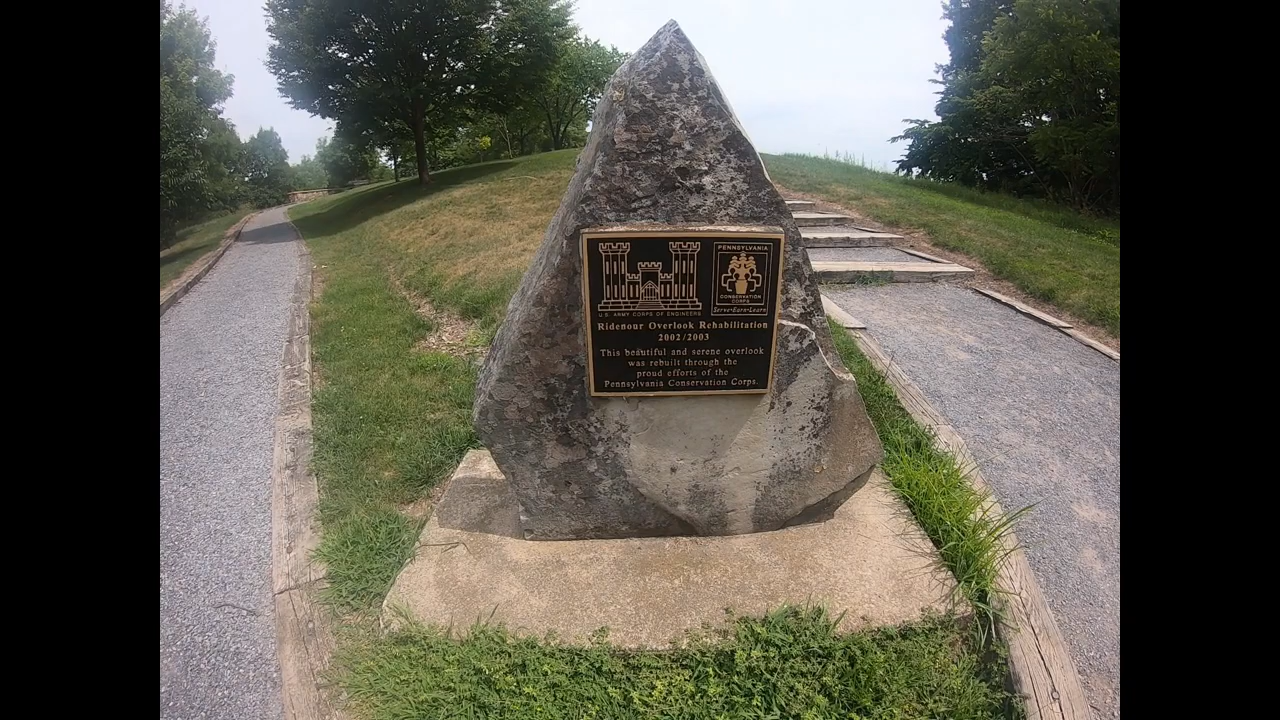 U.S. ARMY CORPS OF ENGINEERS
PENNSYLVANIA
CONSERVATION
CORPS
Serve•Earn•Learn
Ridenour Overlook Rehabilitation
2002/2003
This beautiful and serene overlook
was rebuilt through the
proud efforts of the
Pennsylvania Conservation Corps.